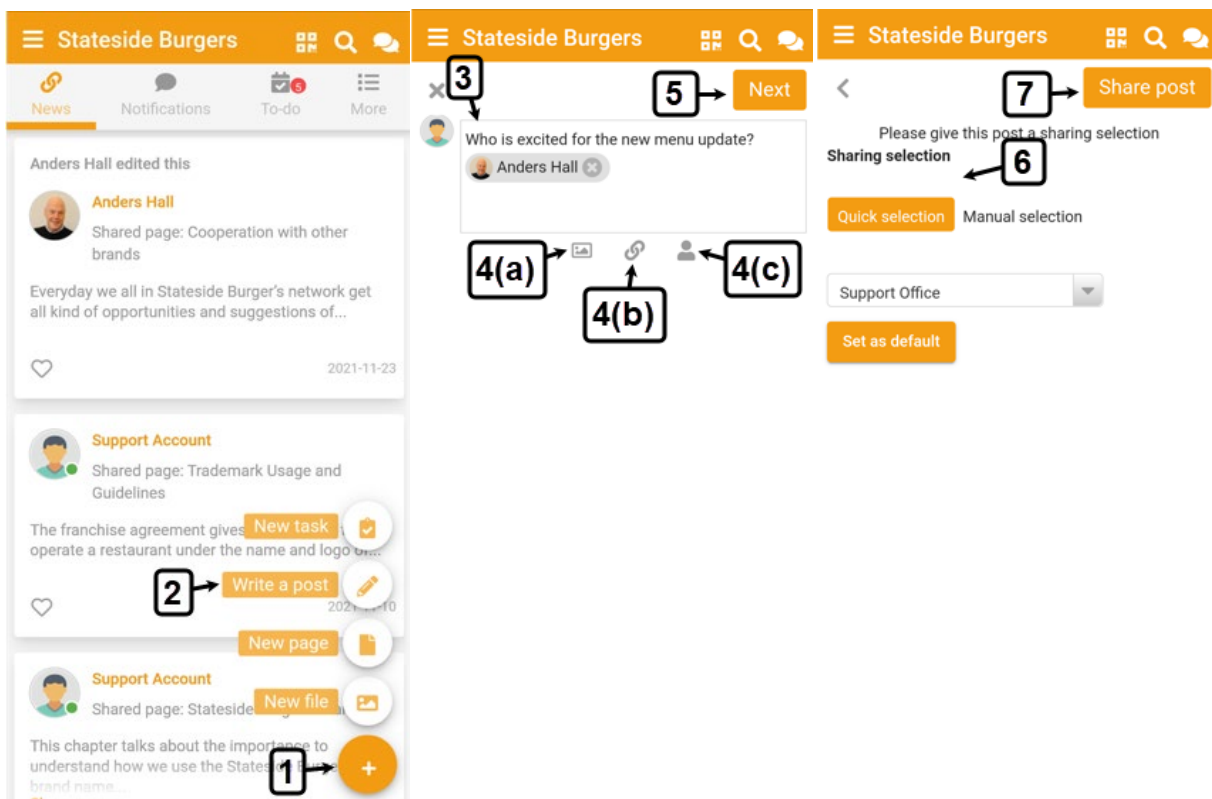 Stateside Burgers
News
Notifications
5
To-do
More
Anders Hall edited this
Anders Hall
Shared page: Cooperation with other
brands
Everyday we all in Stateside Burger's network get
all kind of opportunities and suggestions of...
2021-11-23
Support Account
Shared page: Trademark Usage and
Guidelines
The franchise agreement gives
New task
operate a restaurant under the name and logo of...
2
Write a post
2021-11-10
New page
Support Account
Shared page: Stateside
New file
This chapter talks about the importance to
understand how we use the Stateside
brand name....
1
+
Stateside Burgers
3
5
Next
Who is excited for the new menu update?
Anders Hall
4(a)
4(b)
4(c)
Stateside Burgers
7
Share post
Please give this post a sharing selection
Sharing selection
6
Quick selection
Manual selection
Support Office
Set as default